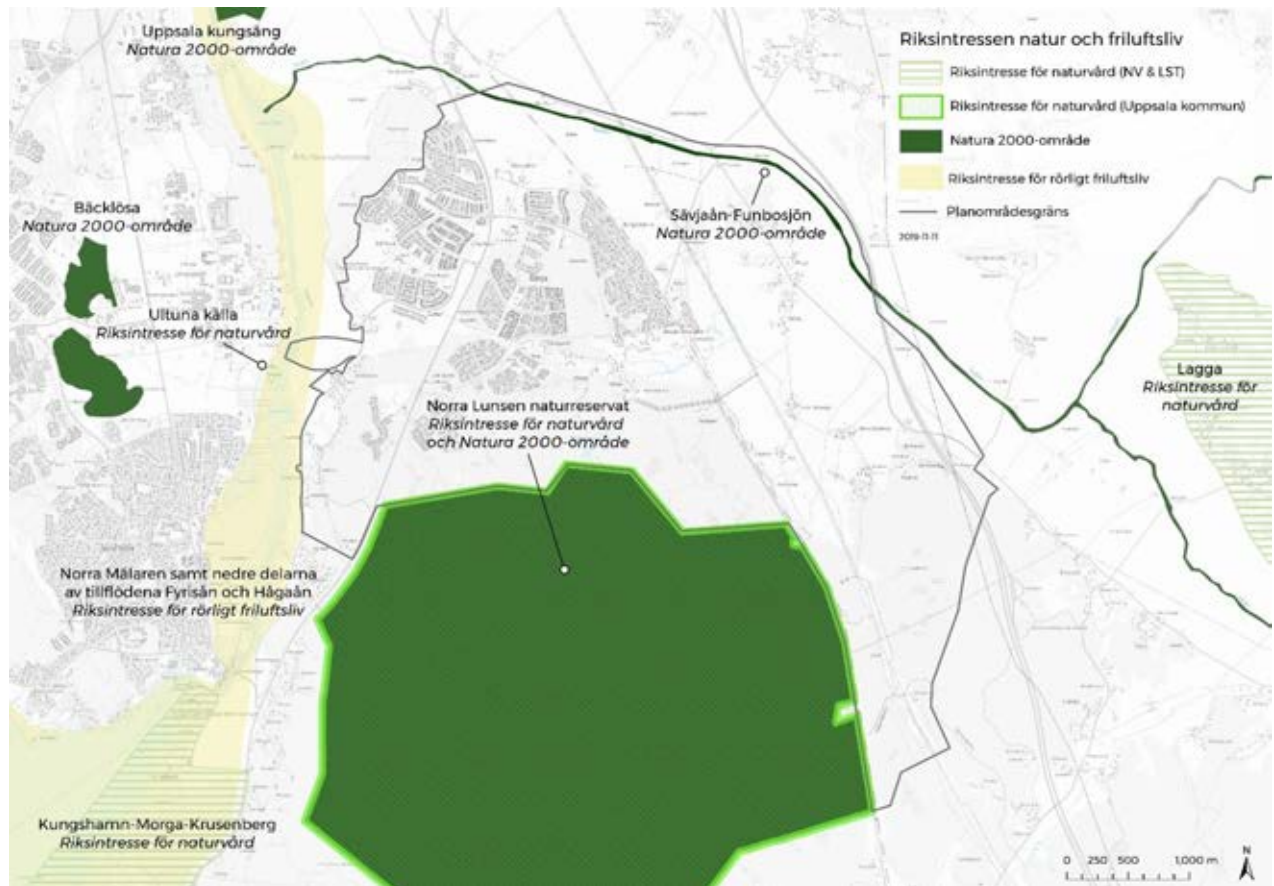 Uppsala kungsäng
Natura 2000-område
Riksintressen natur och friluftsliv
Riksintresse för naturvård (NV & LST)
Riksintresse för naturvård (Uppsala kommun)
Natura 2000-område
Riksintresse för rörligt friluftsliv
Planområdesgräns
2019-11-11
Bäcklösa
Natura 2000-område
Sävjaån-Funbosjön
Natura 2000-område
Ultuna källa
Riksintresse för naturvård
Lagga
Riksintresse för
naturvård
Norra Lunsen naturreservat
Riksintresse för naturvård
och Natura 2000-område
Norra Mälaren samt nedre delarna
av tillflödena Fyrisån och Hågaån
Riksintresse för rörligt friluftsliv
Kungshamn-Morga-Krusenberg
Riksintresse för naturvård
0 250 500 1,000 m
N